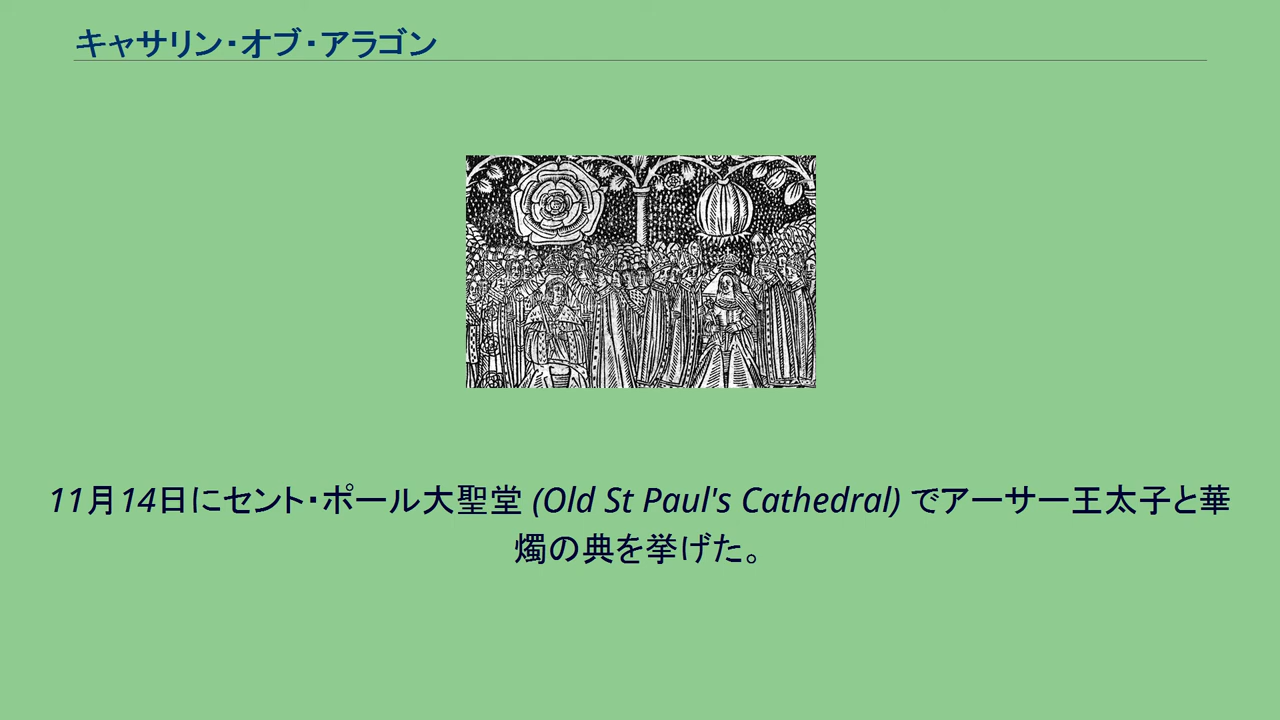 キャサリン・オブ・アラゴン
11月14日にセント・ポール大聖堂 (Old St Paul's Cathedral) でアーサー王太子と華
燭の典を挙げた。